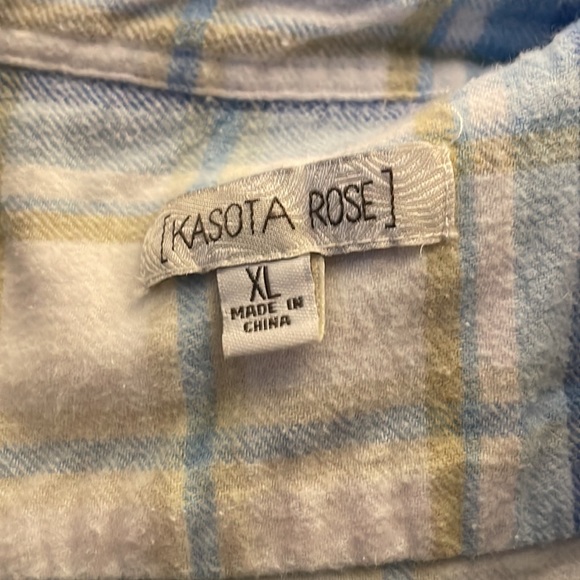 [KASOTA ROSE]
XL
MADE IN
CHINA